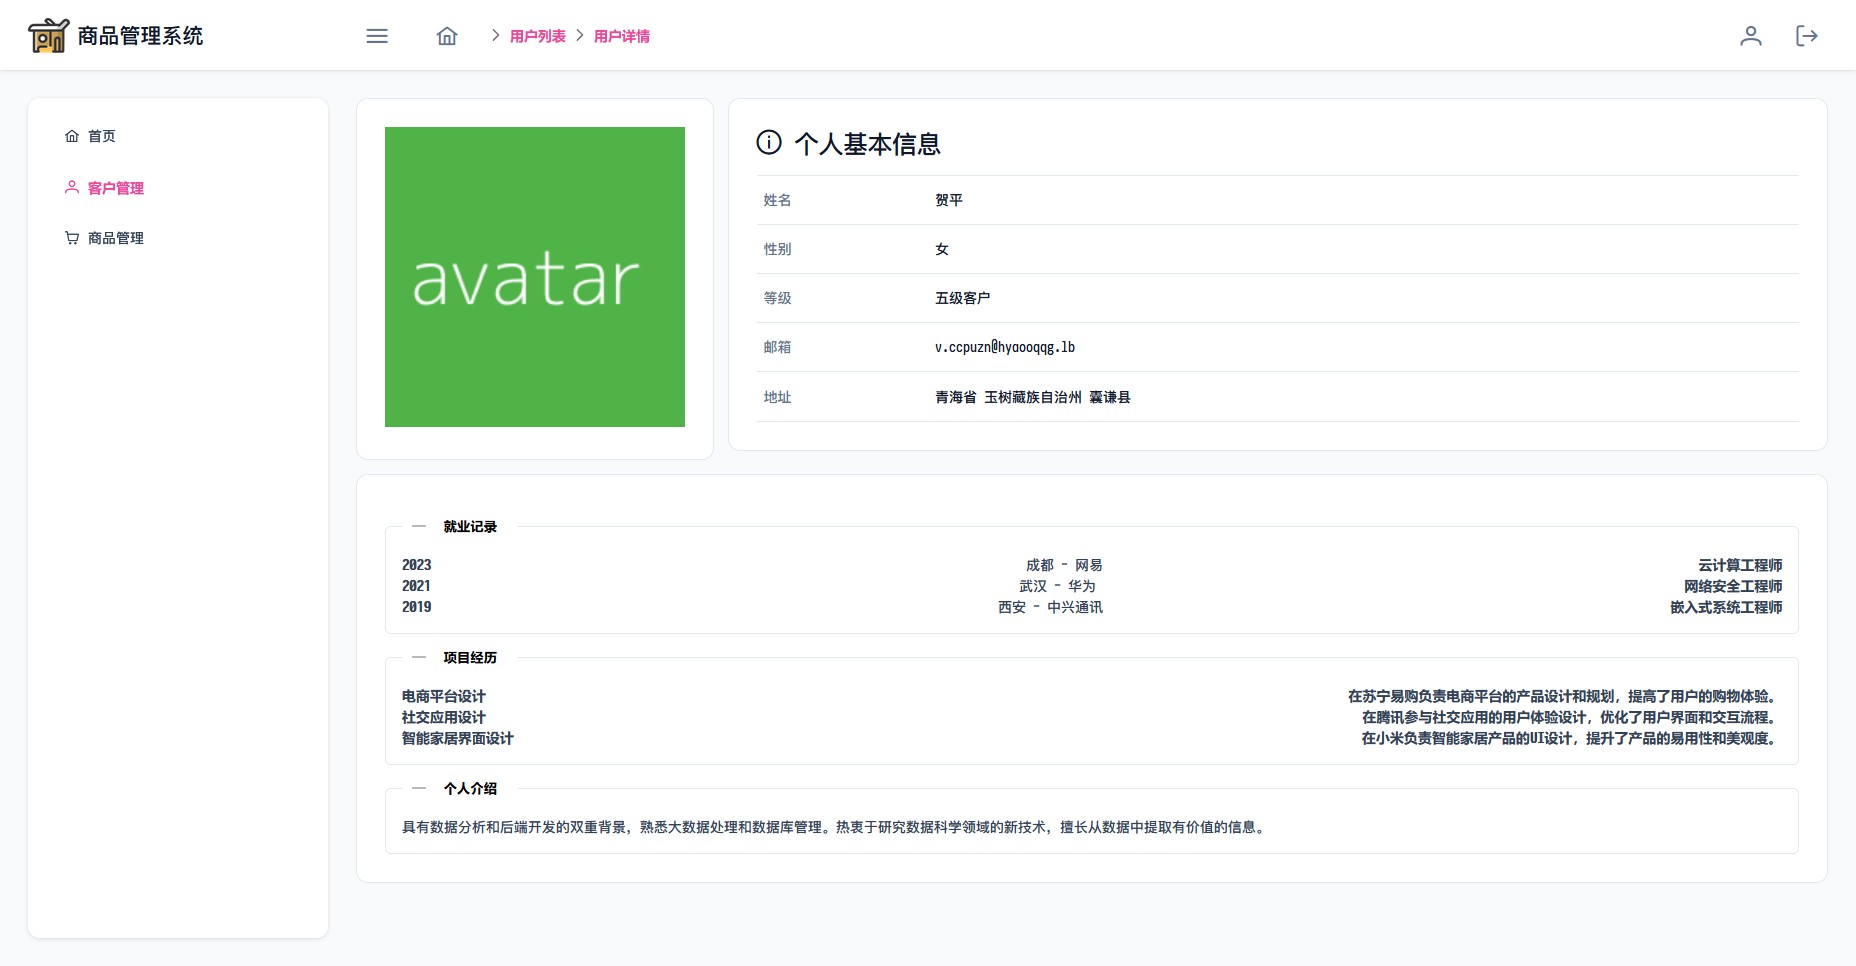 商品管理系统
用户列表
用户详情
首页
客户管理
商品管理
avatar
个人基本信息
姓名 贺平
性别 女
等级 五级客户
邮箱 v.ccpuzn@hyaooqqg.lb
地址 青海省 玉树藏族自治州 囊谦县
就业记录
2023 成都 - 网易 云计算工程师
2021 武汉 - 华为 网络安全工程师
2019 西安 - 中兴通讯 嵌入式系统工程师
项目经历
电商平台设计 在苏宁易购负责电商平台的产品设计和规划，提高了用户的购物体验。
社交应用设计 在腾讯参与社交应用的用户体验设计，优化了用户界面和交互流程。
智能家居界面设计 在小米负责智能家居产品的UI设计，提升了产品的易用性和美观度。
个人介绍
具有数据分析和后端开发的双重背景，熟悉大数据处理和数据库管理。热衷于研究数据科学领域的新技术，擅长从数据中提取有价值的信息。